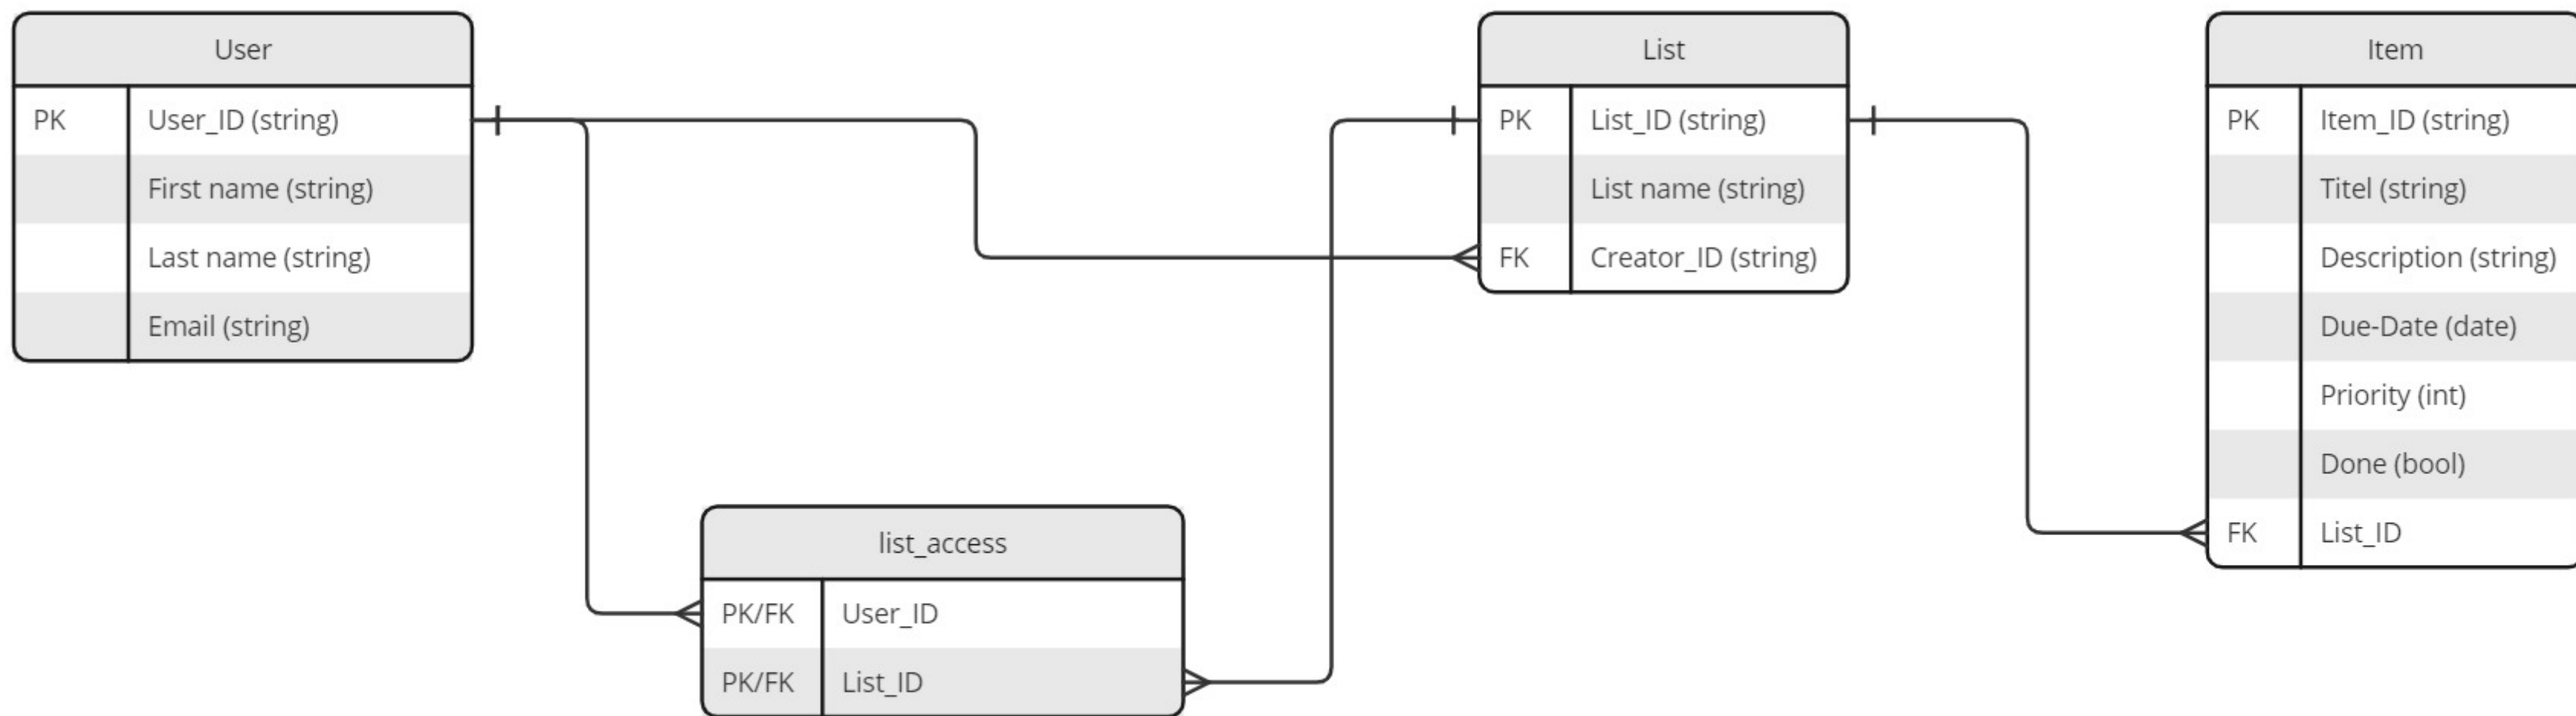 User
PK User_ID (string)
First name (string)
Last name (string)
Email (string)
List
PK List_ID (string)
List name (string)
FK Creator_ID (string)
Item
PK Item_ID (string)
Titel (string)
Description (string)
Due-Date (date)
Priority (int)
Done (bool)
FK List_ID
list_access
PK/FK User_ID
PK/FK List_ID